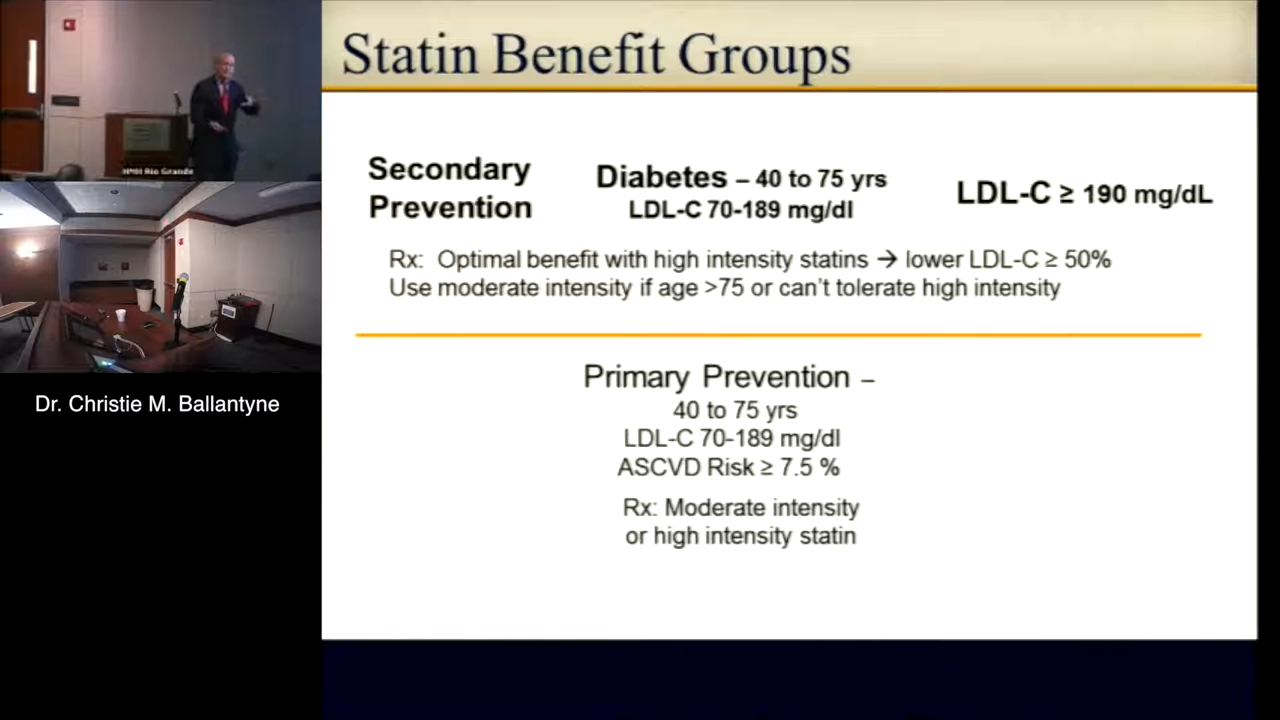 Statin Benefit Groups
Secondary
Prevention
Diabetes – 40 to 75 yrs
LDL-C 70-189 mg/dl
LDL-C ≥ 190 mg/dL
Rx: Optimal benefit with high intensity statins → lower LDL-C ≥ 50%
Use moderate intensity if age >75 or can't tolerate high intensity
Primary Prevention –
40 to 75 yrs
LDL-C 70-189 mg/dl
ASCVD Risk ≥ 7.5 %
Rx: Moderate intensity
or high intensity statin
HMH Rio Grande
Dr. Christie M. Ballantyne